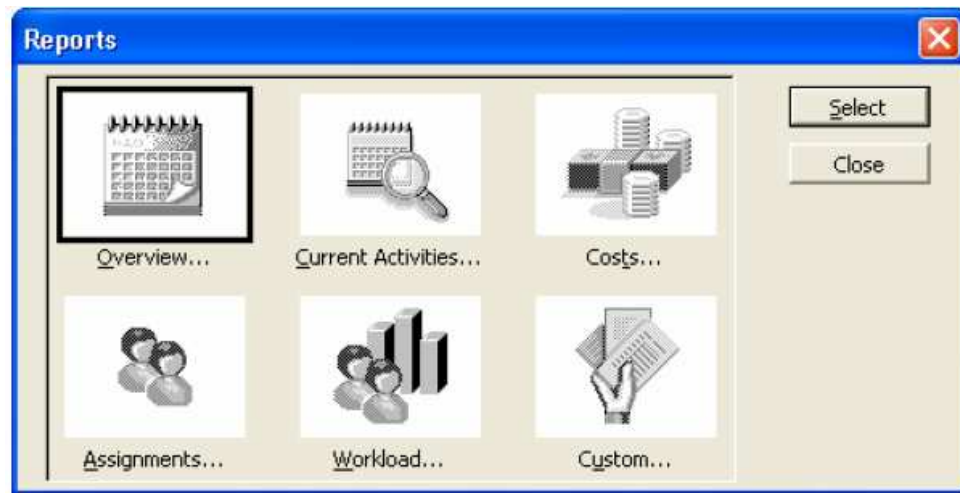 Reports
Select
Close
Overview...
Current Activities...
Costs...
Assignments...
Workload...
Custom...